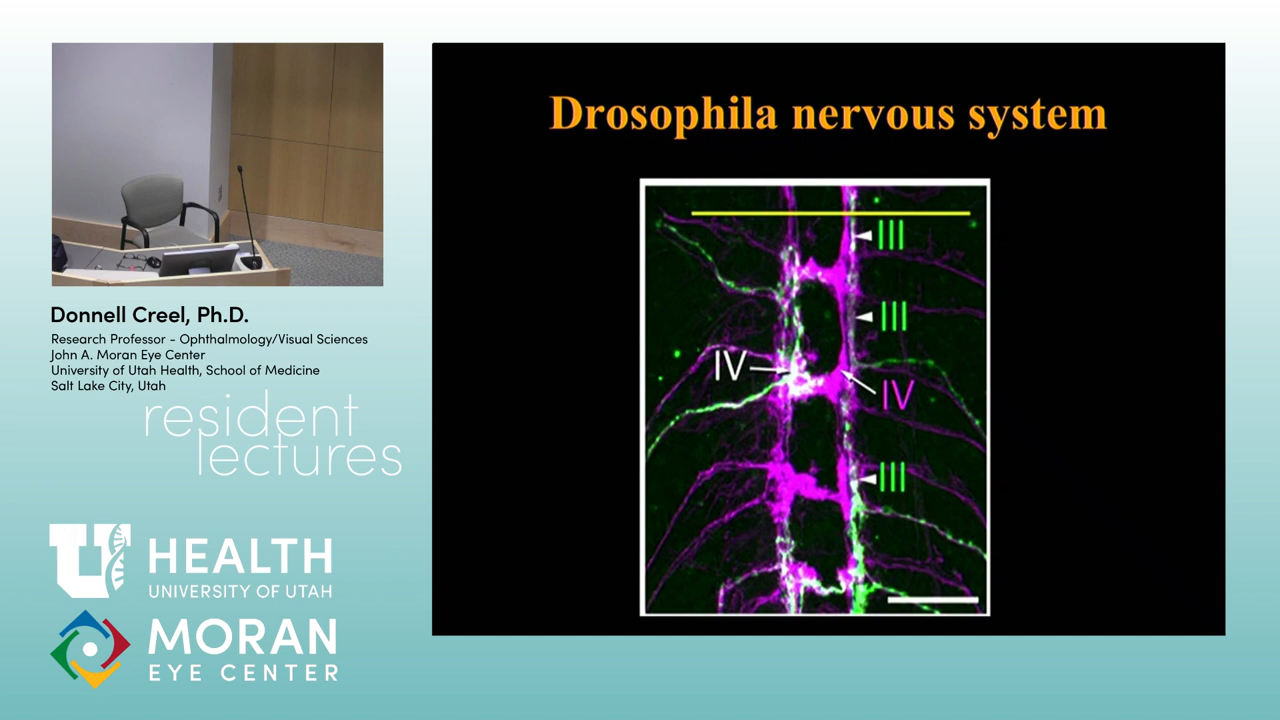 Drosophila nervous system
III
III
IV
IV
III
Donnell Creel, Ph.D.
Research Professor - Ophthalmology/Visual Sciences
John A. Moran Eye Center
University of Utah Health, School of Medicine
Salt Lake City, Utah
resident
lectures
U
HEALTH
UNIVERSITY OF UTAH
MORAN
EYE CENTER